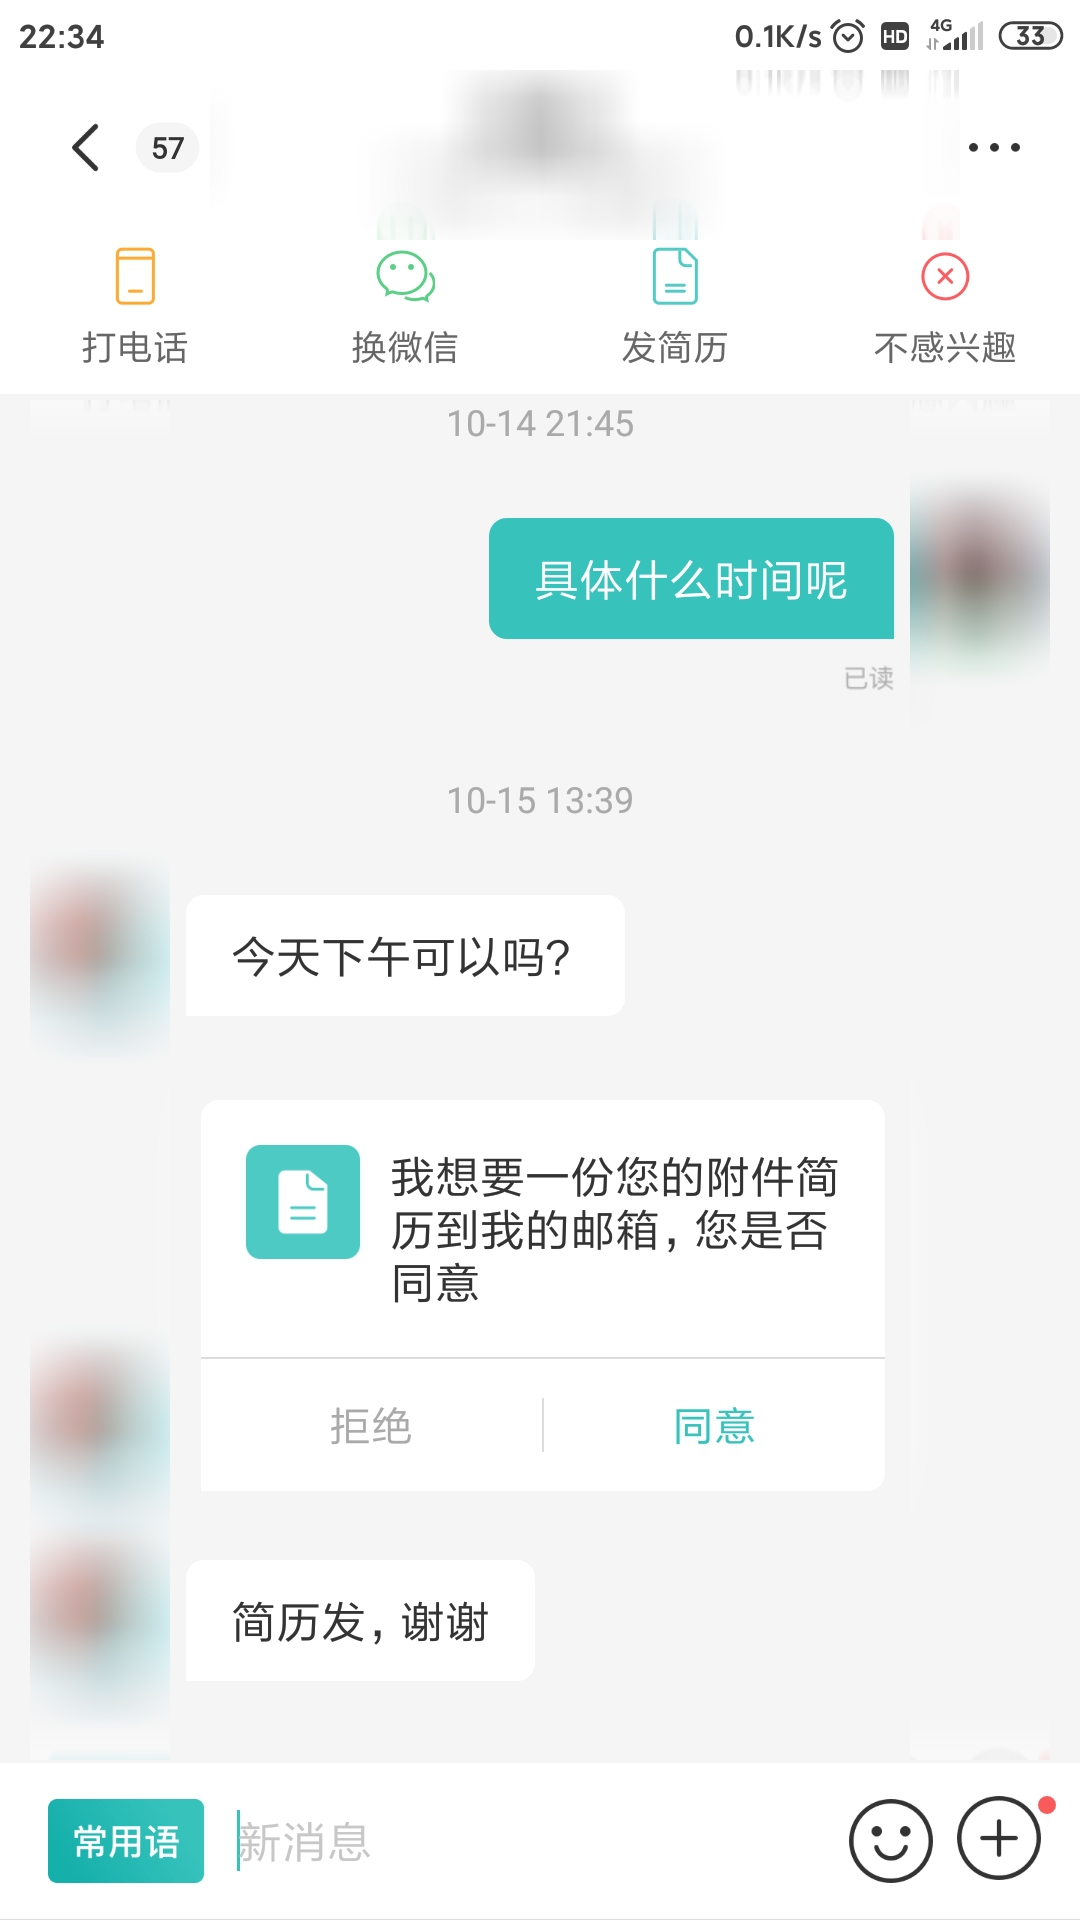 22:34
0.1K/s HD 4G 33
57
打电话
换微信
发简历
不感兴趣
10-14 21:45
具体什么时间呢
已读
10-15 13:39
今天下午可以吗?
我想要一份您的附件简
历到我的邮箱，您是否
同意
拒绝
同意
简历发，谢谢
常用语
新消息